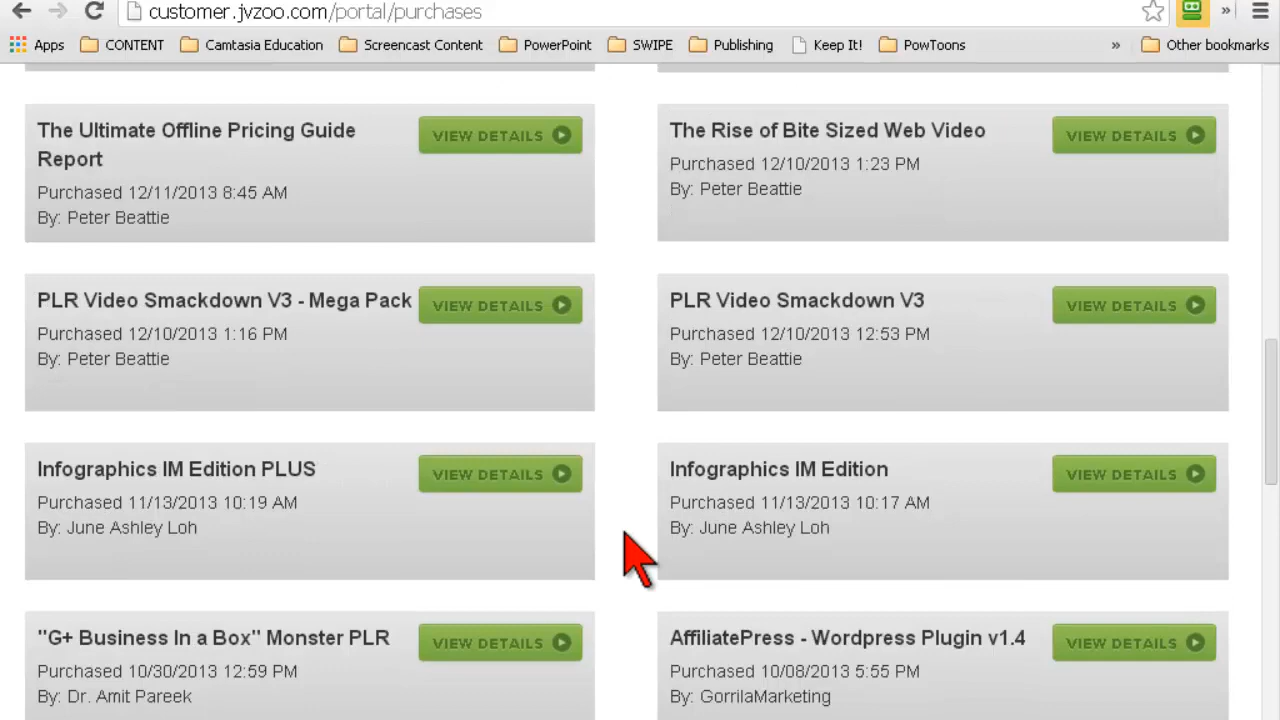 customer.jvzoo.com/portal/purchases
»
Apps CONTENT Camtasia Education Screencast Content PowerPoint SWIPE Publishing Keep It! PowToons » Other bookmarks
The Ultimate Offline Pricing Guide
Report
VIEW DETAILS
Purchased 12/11/2013 8:45 AM
By: Peter Beattie
The Rise of Bite Sized Web Video
VIEW DETAILS
Purchased 12/10/2013 1:23 PM
By: Peter Beattie
PLR Video Smackdown V3 - Mega Pack
VIEW DETAILS
Purchased 12/10/2013 1:16 PM
By: Peter Beattie
PLR Video Smackdown V3
VIEW DETAILS
Purchased 12/10/2013 12:53 PM
By: Peter Beattie
Infographics IM Edition PLUS
VIEW DETAILS
Purchased 11/13/2013 10:19 AM
By: June Ashley Loh
Infographics IM Edition
VIEW DETAILS
Purchased 11/13/2013 10:17 AM
By: June Ashley Loh
"G+ Business In a Box" Monster PLR
VIEW DETAILS
Purchased 10/30/2013 12:59 PM
By: Dr. Amit Pareek
AffiliatePress - Wordpress Plugin v1.4
VIEW DETAILS
Purchased 10/08/2013 5:55 PM
By: GorrilaMarketing